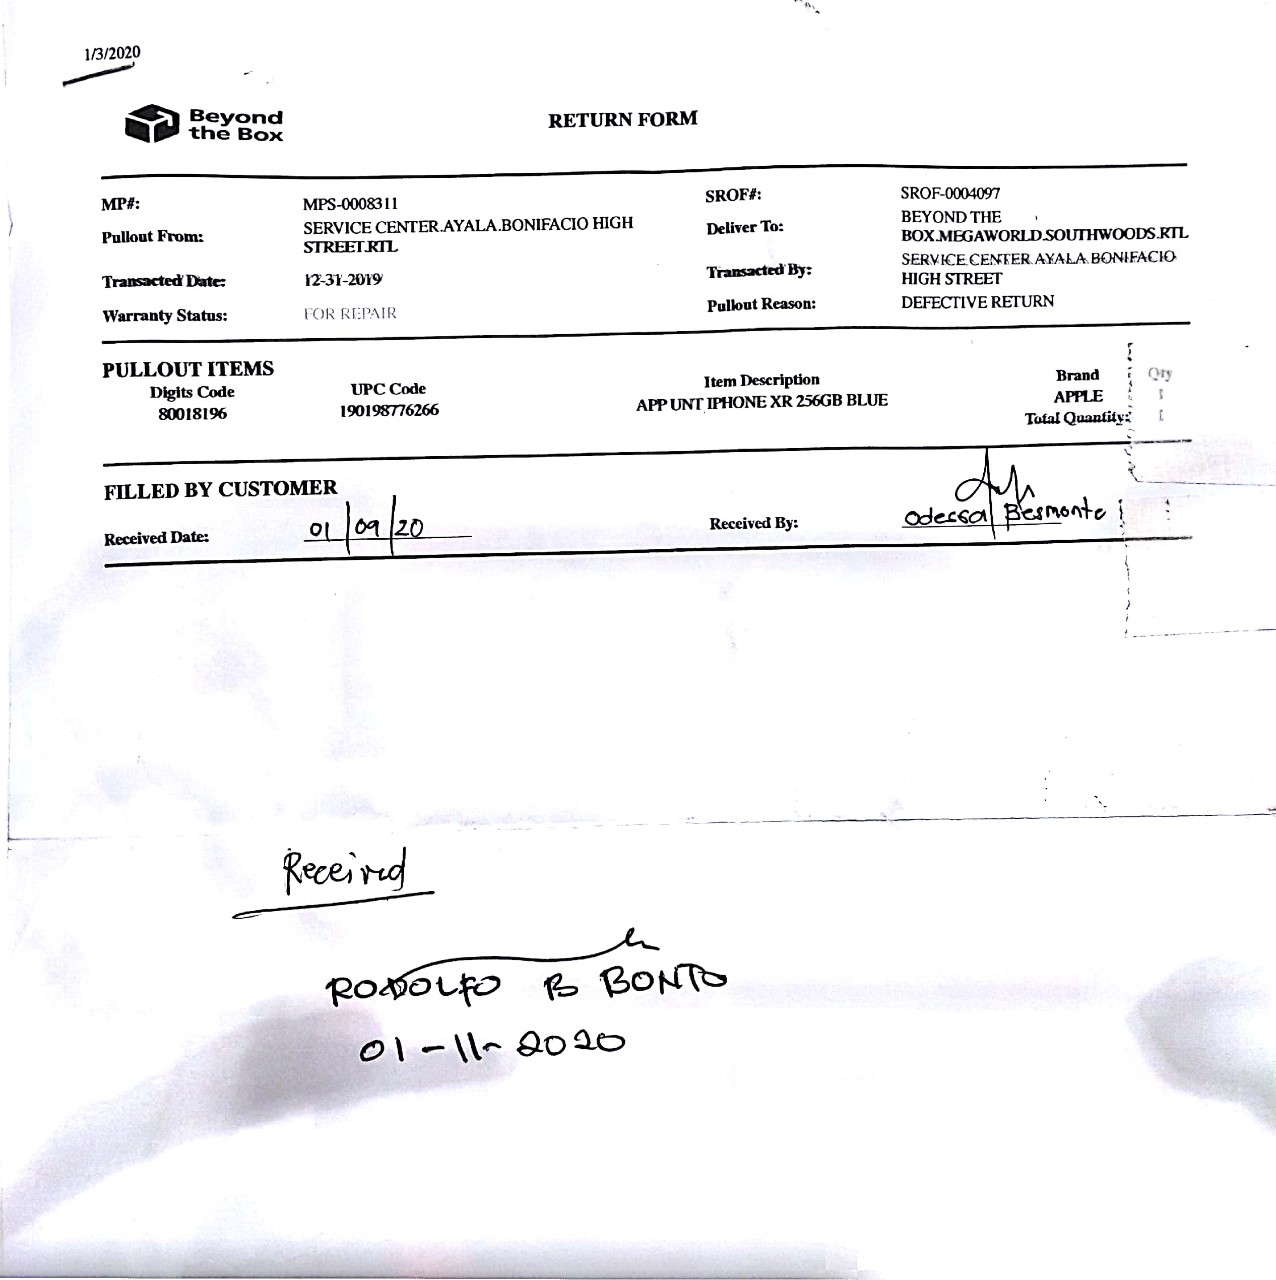 1/3/2020
Beyond the Box
RETURN FORM
MP#: MPS-0008311
SROF#: SROF-0004097
Pullout From: SERVICE CENTER.AYALA.BONIFACIO HIGH STREET.RTL
Deliver To: BEYOND THE BOX.MEGAWORLD.SOUTHWOODS.RTL
Transacted Date: 12-31-2019
Transacted By: SERVICE CENTER.AYALA.BONIFACIO HIGH STREET
Warranty Status: FOR REPAIR
Pullout Reason: DEFECTIVE RETURN
PULLOUT ITEMS
Digits Code UPC Code Item Description Brand Qty
80018196 190198776266 APP UNT IPHONE XR 256GB BLUE APPLE 1
Total Quantity: 1
FILLED BY CUSTOMER
Received Date: 01/09/20
Received By: Odessa Besmonte
Received
RODOLFO B BONTO
01-11-2020